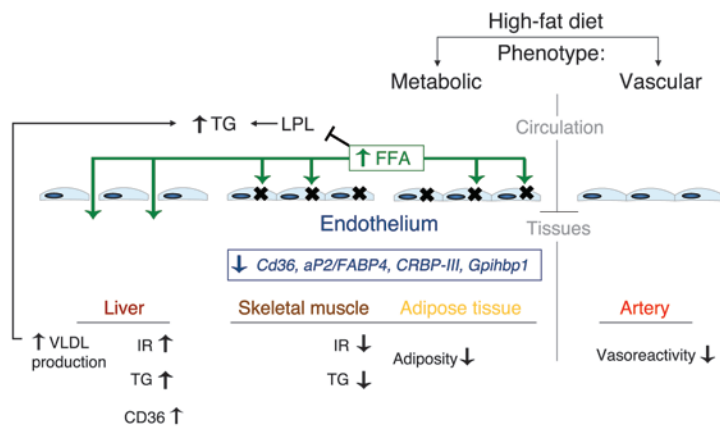 High-fat diet
Phenotype:
Metabolic
Vascular
↑ TG ← LPL
Circulation
↑ FFA
Endothelium
Tissues
↓ Cd36, aP2/FABP4, CRBP-III, Gpihbp1
Liver
Skeletal muscle
Adipose tissue
Artery
↑ VLDL
production
IR ↑
TG ↑
CD36 ↑
IR ↓
TG ↓
Adiposity ↓
Vasoreactivity ↓